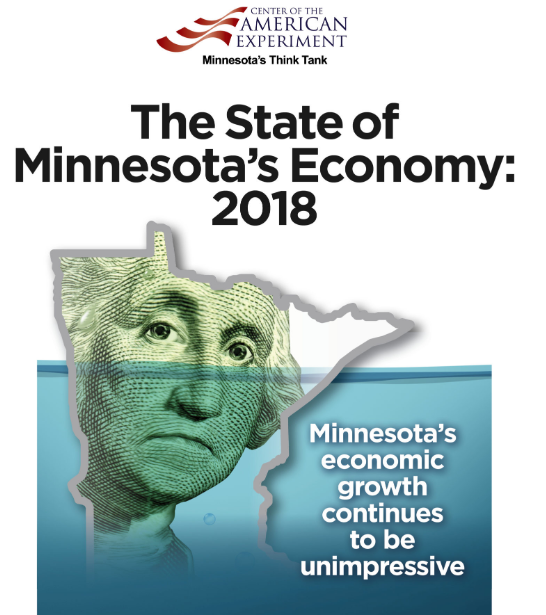 CENTER OF THE
AMERICAN
EXPERIMENT
Minnesota's Think Tank
The State of
Minnesota's Economy:
2018
Minnesota's
economic
growth
continues
to be
unimpressive